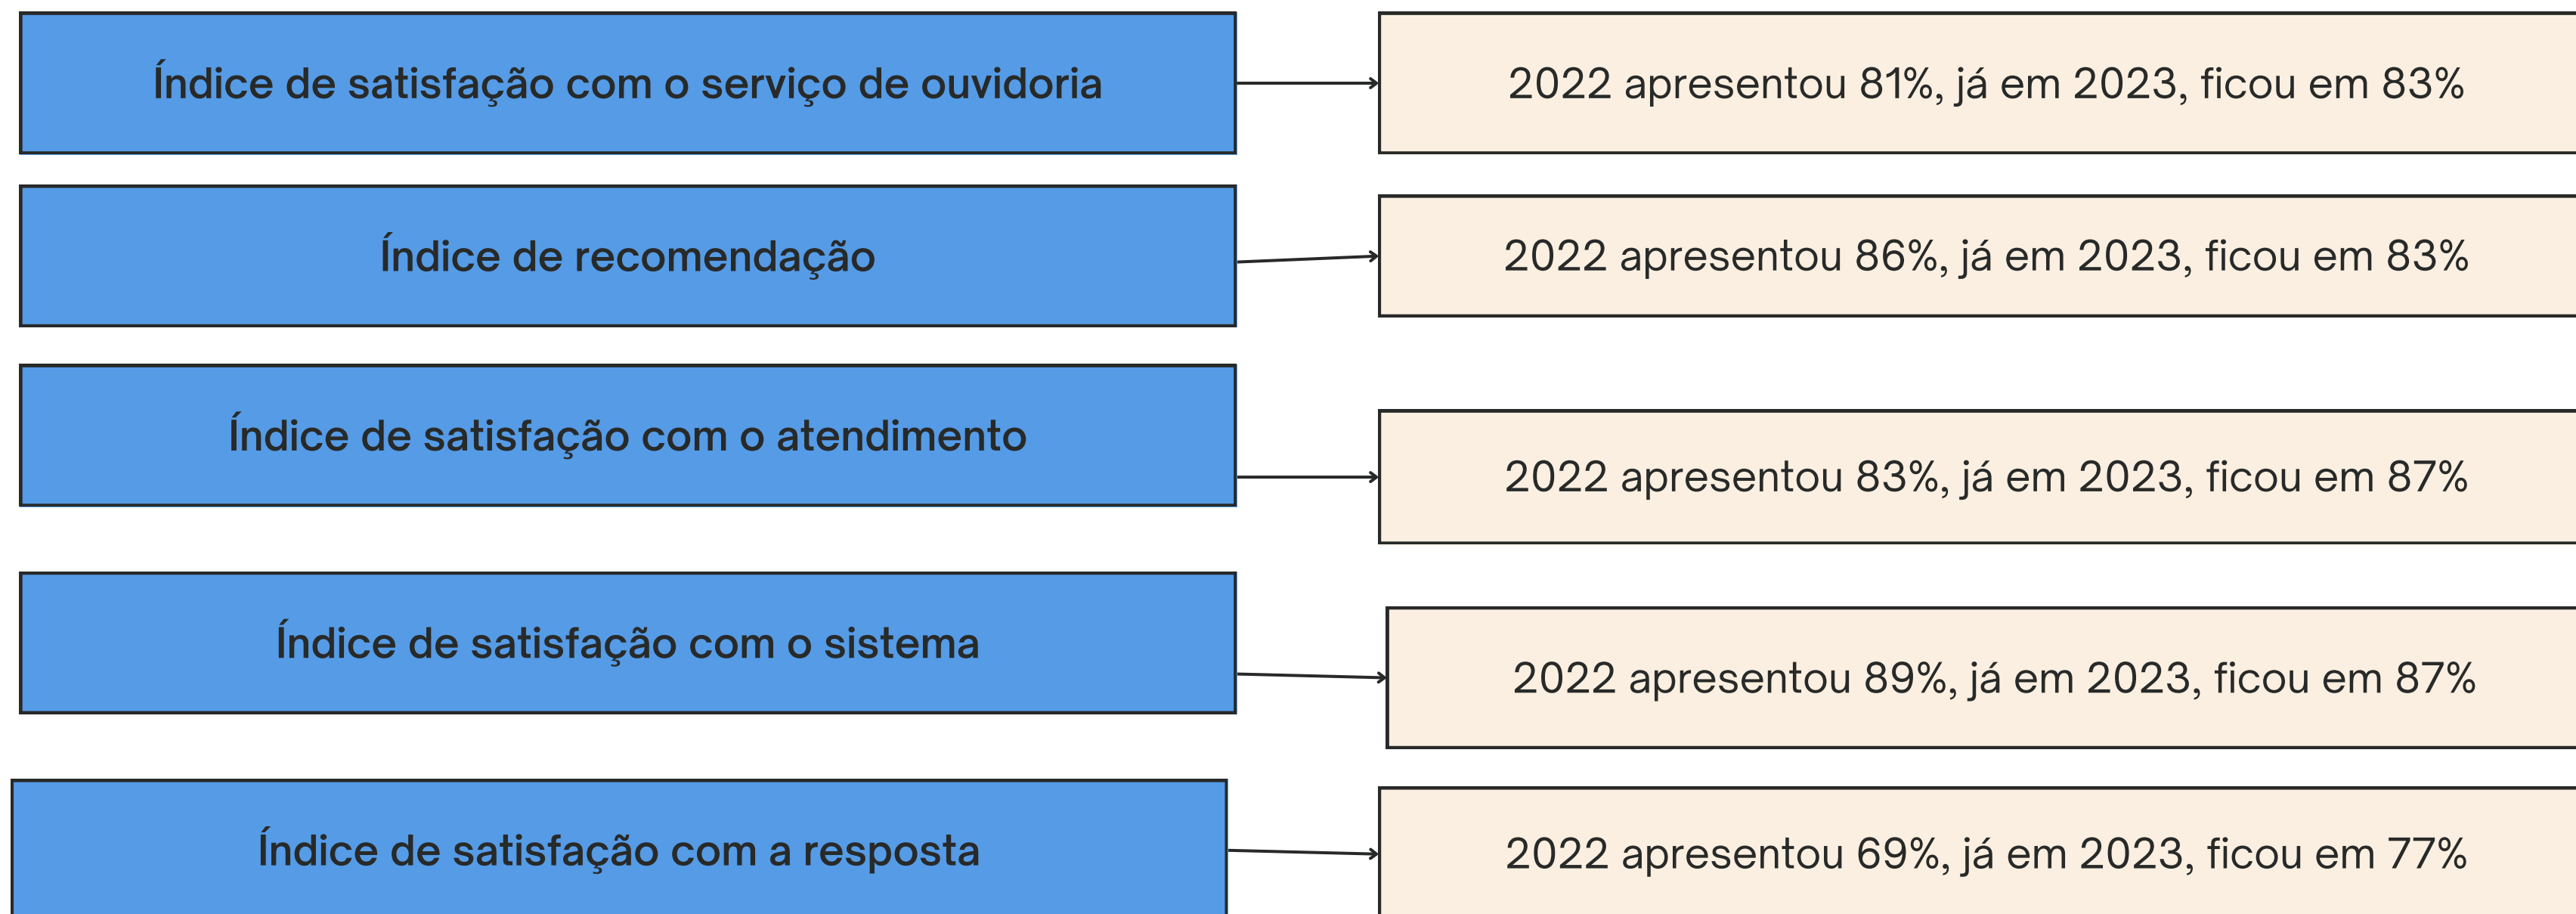 Índice de satisfação com o serviço de ouvidoria
2022 apresentou 81%, já em 2023, ficou em 83%
Índice de recomendação
2022 apresentou 86%, já em 2023, ficou em 83%
Índice de satisfação com o atendimento
2022 apresentou 83%, já em 2023, ficou em 87%
Índice de satisfação com o sistema
2022 apresentou 89%, já em 2023, ficou em 87%
Índice de satisfação com a resposta
2022 apresentou 69%, já em 2023, ficou em 77%